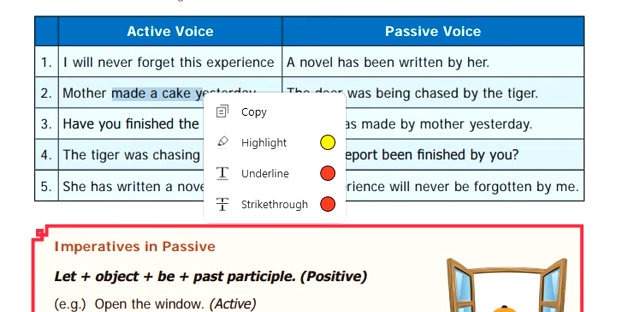 Active Voice Passive Voice
1. I will never forget this experience A novel has been written by her.
2. Mother made a cake yesterday. The deer was being chased by the tiger.
3. Have you finished the as made by mother yesterday.
4. The tiger was chasing eport been finished by you?
5. She has written a nove rience will never be forgotten by me.
Copy
Highlight
Underline
Strikethrough
Imperatives in Passive
Let + object + be + past participle. (Positive)
(e.g.) Open the window. (Active)